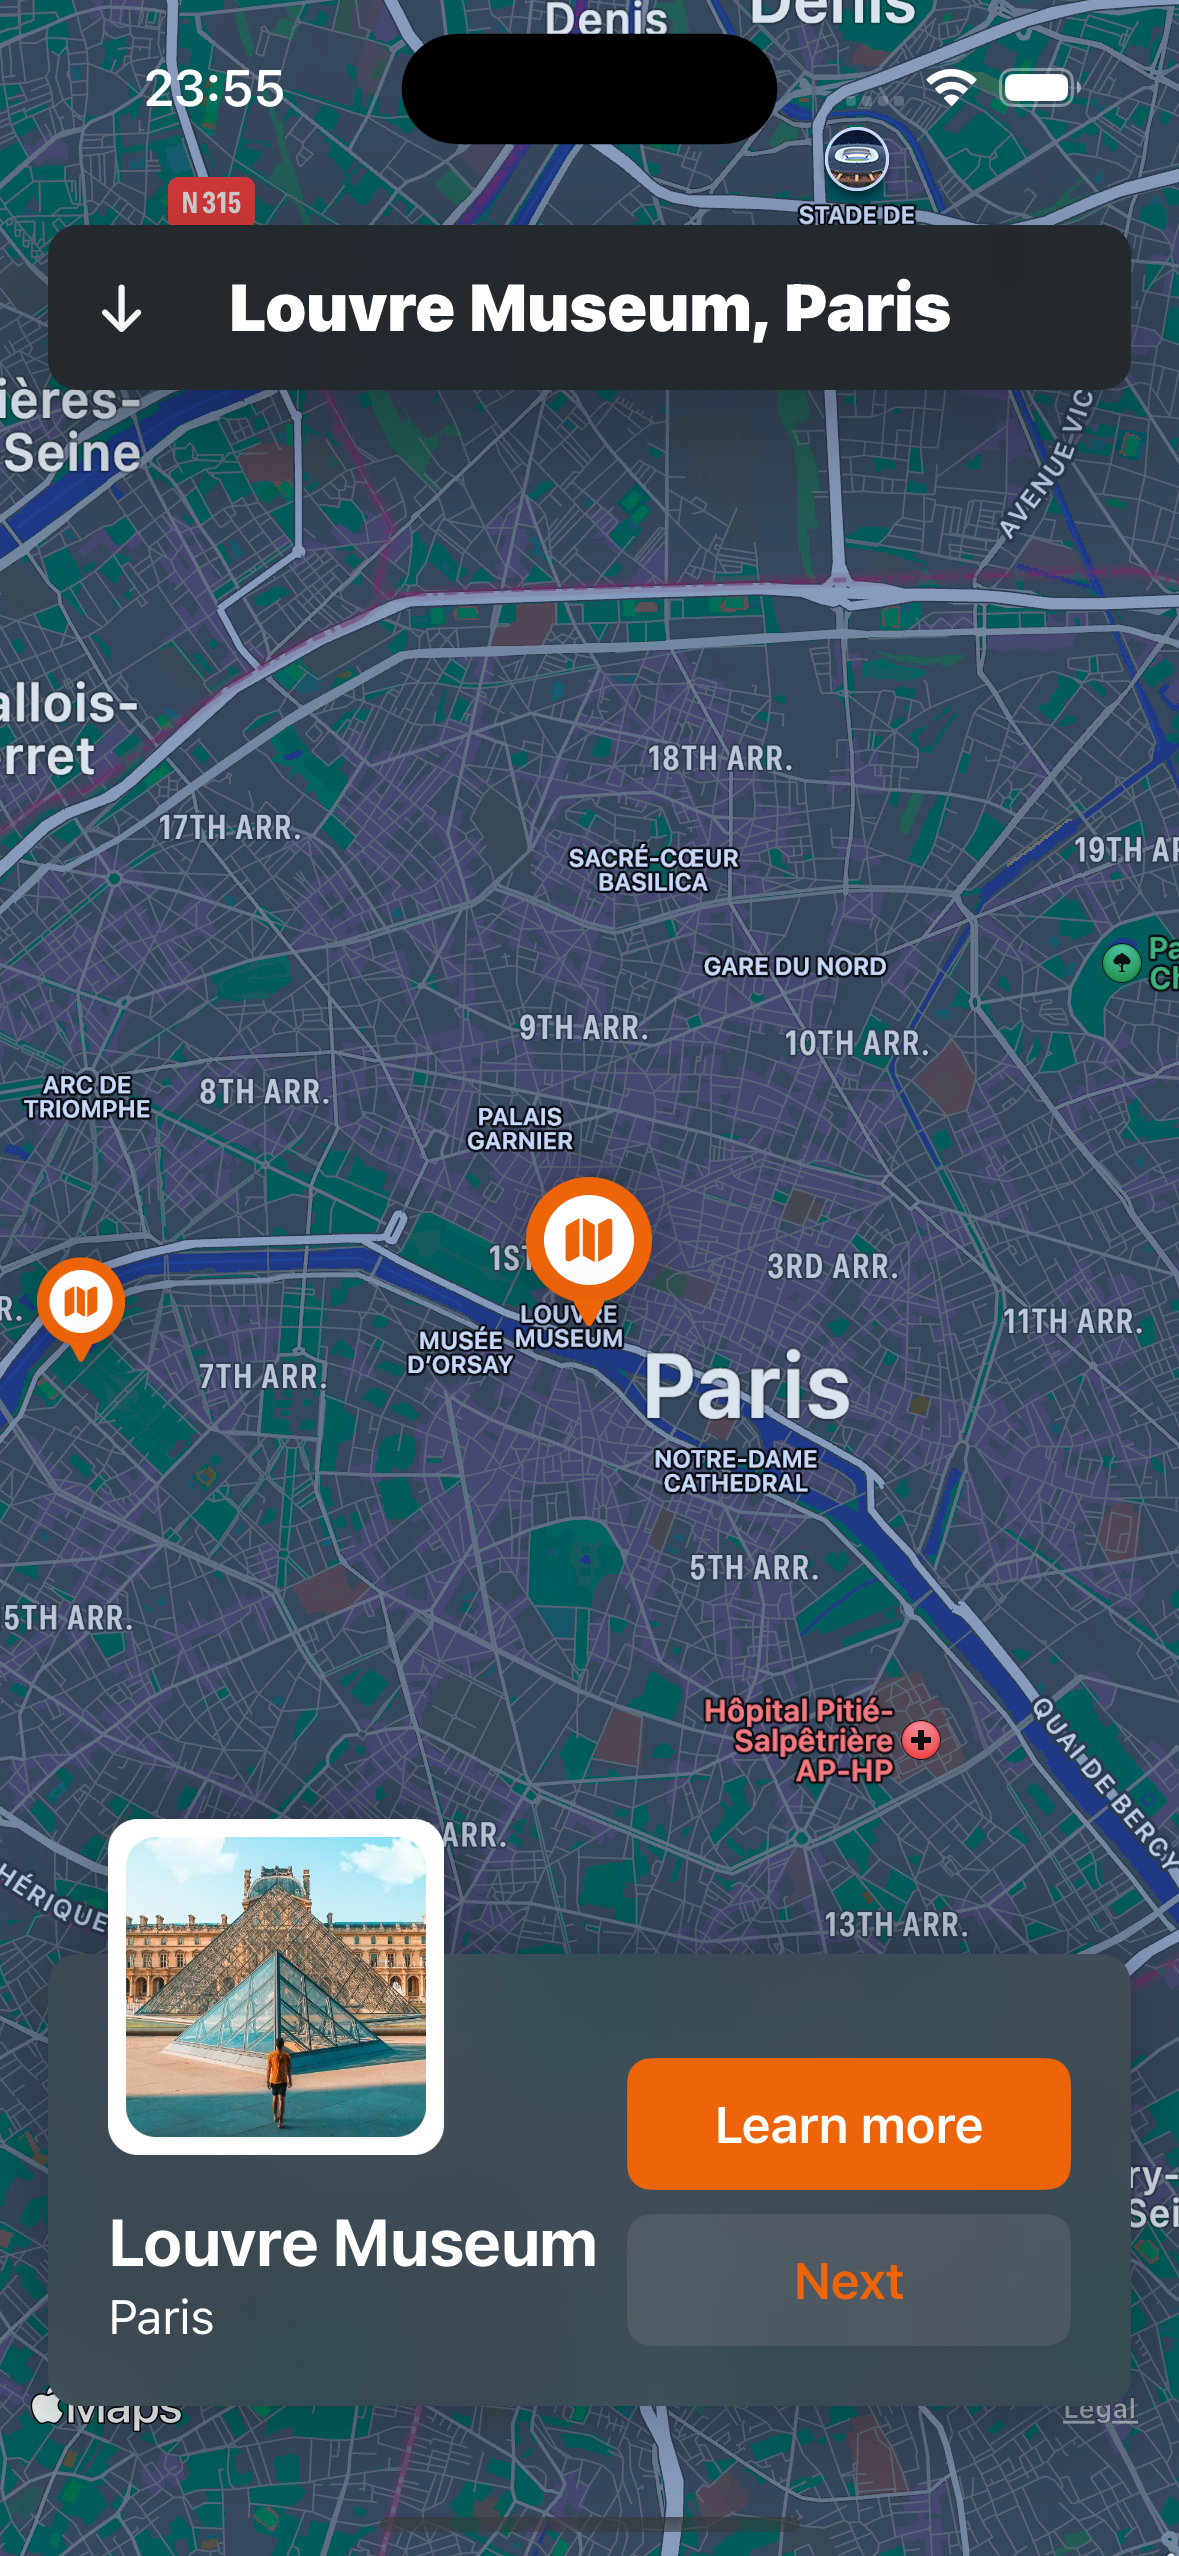 Denis
Denis
23:55
N 315
STADE DE
Louvre Museum, Paris
ières-
Seine
AVENUE VIC
allois-
rret
18TH ARR.
17TH ARR.
SACRÉ-CŒUR
BASILICA
19TH AR
GARE DU NORD
Pa
Ch
9TH ARR.
10TH ARR.
ARC DE
TRIOMPHE
8TH ARR.
PALAIS
GARNIER
1ST
3RD ARR.
R.
LOUVRE
MUSEUM
11TH ARR.
MUSÉE
D'ORSAY
7TH ARR.
Paris
NOTRE-DAME
CATHEDRAL
5TH ARR.
5TH ARR.
Hôpital Pitié-
Salpêtrière
AP-HP
QUAI DE BERCY
ARR.
HÉRIQUE
13TH ARR.
Learn more
ry-
Sei
Louvre Museum
Next
Paris
Maps
Legal